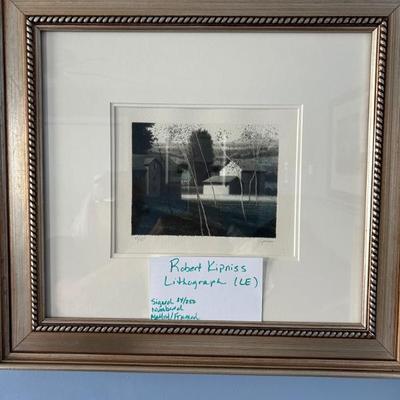 Robert Kipniss
Lithograph (LE)
Signed
Numbered
Matted/Framed